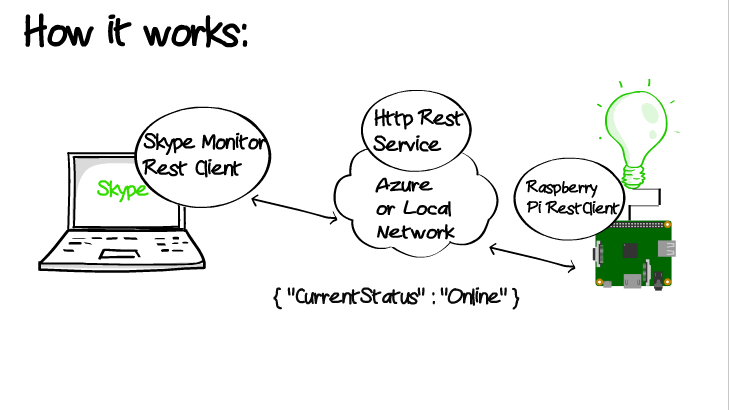 How it works:
Skype Monitor
Rest Client
Skype
Http Rest
Service
Azure
or Local
Network
Raspberry
Pi RestClient
{ "CurrentStatus" : "Online" }